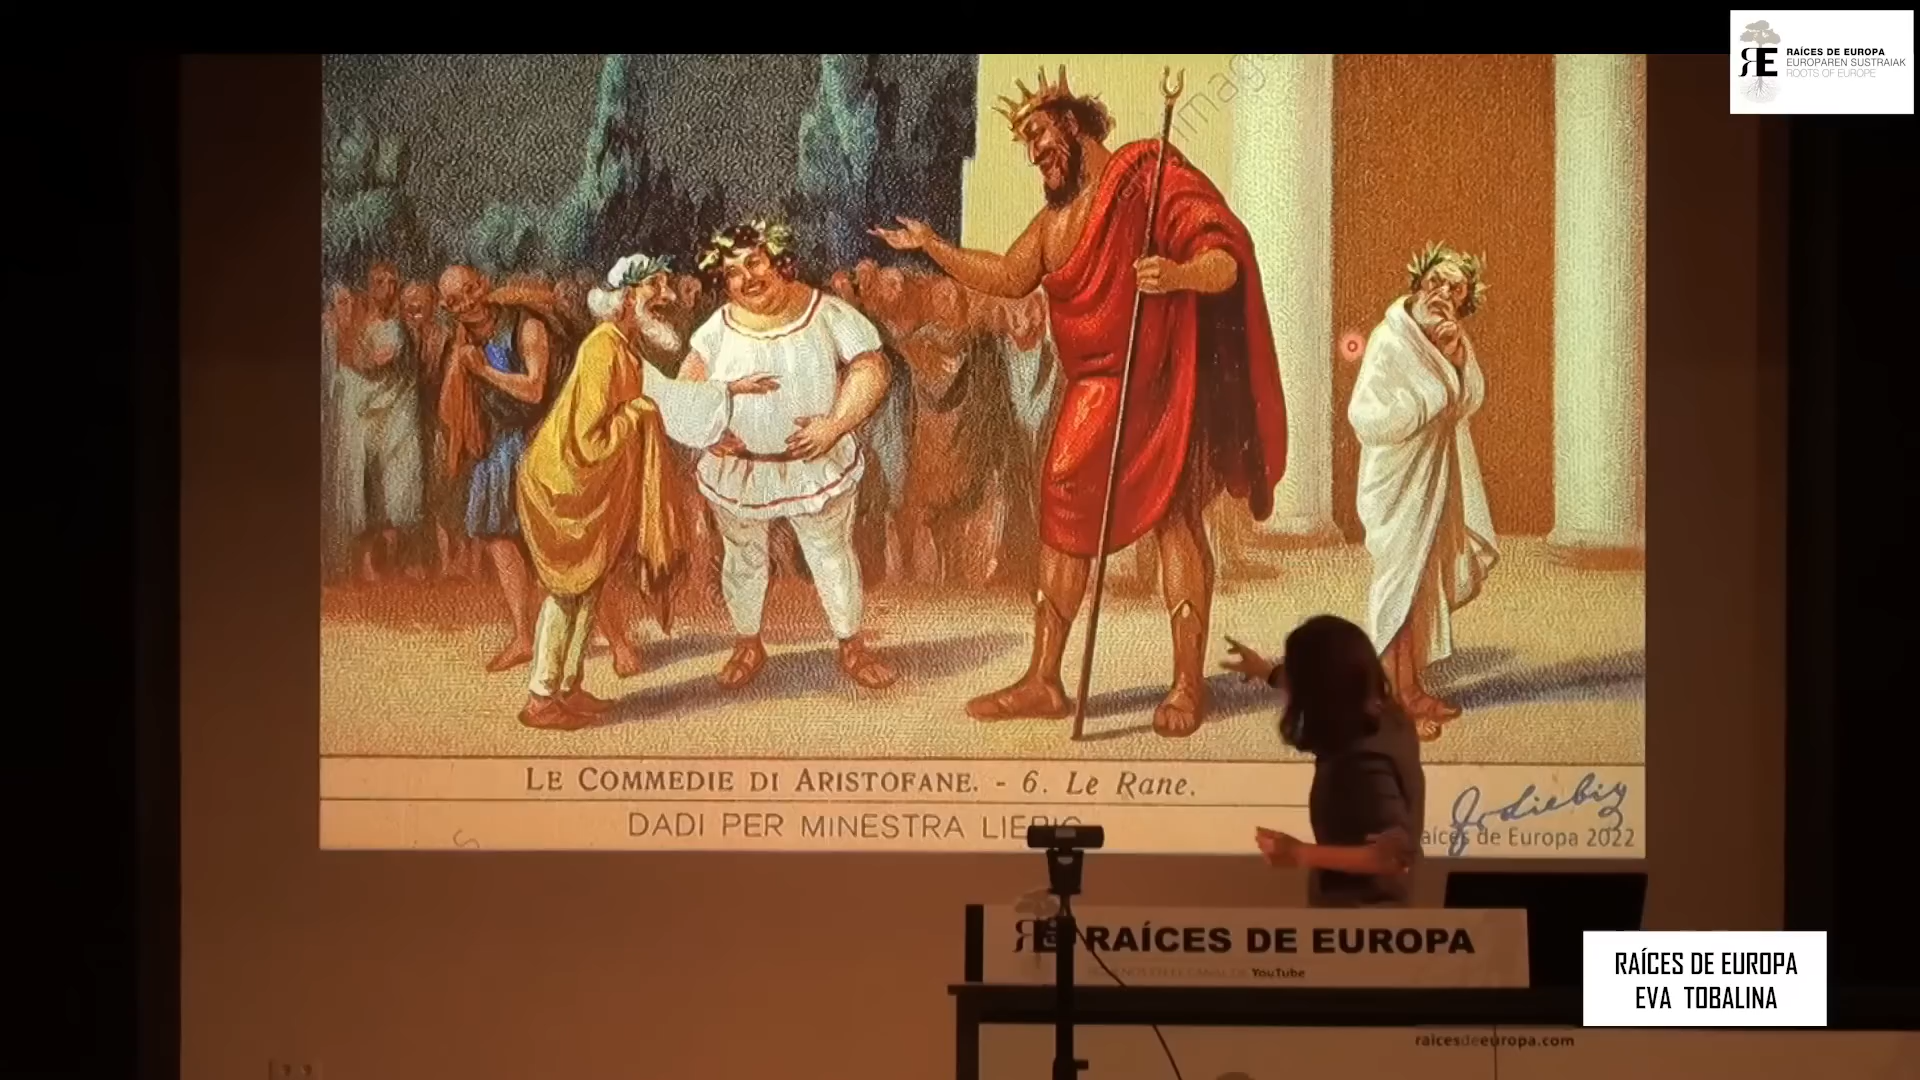 RAÍCES DE EUROPA
EUROPAREN SUSTRAIAK
ROOTS OF EUROPE
LE COMMEDIE DI ARISTOFANE. - 6. Le Rane.
DADI PER MINESTRA
de Europa 2022
RAÍCES DE EUROPA
YouTube
RAÍCES DE EUROPA
EVA TOBALINA
raicesdeeuropa.com